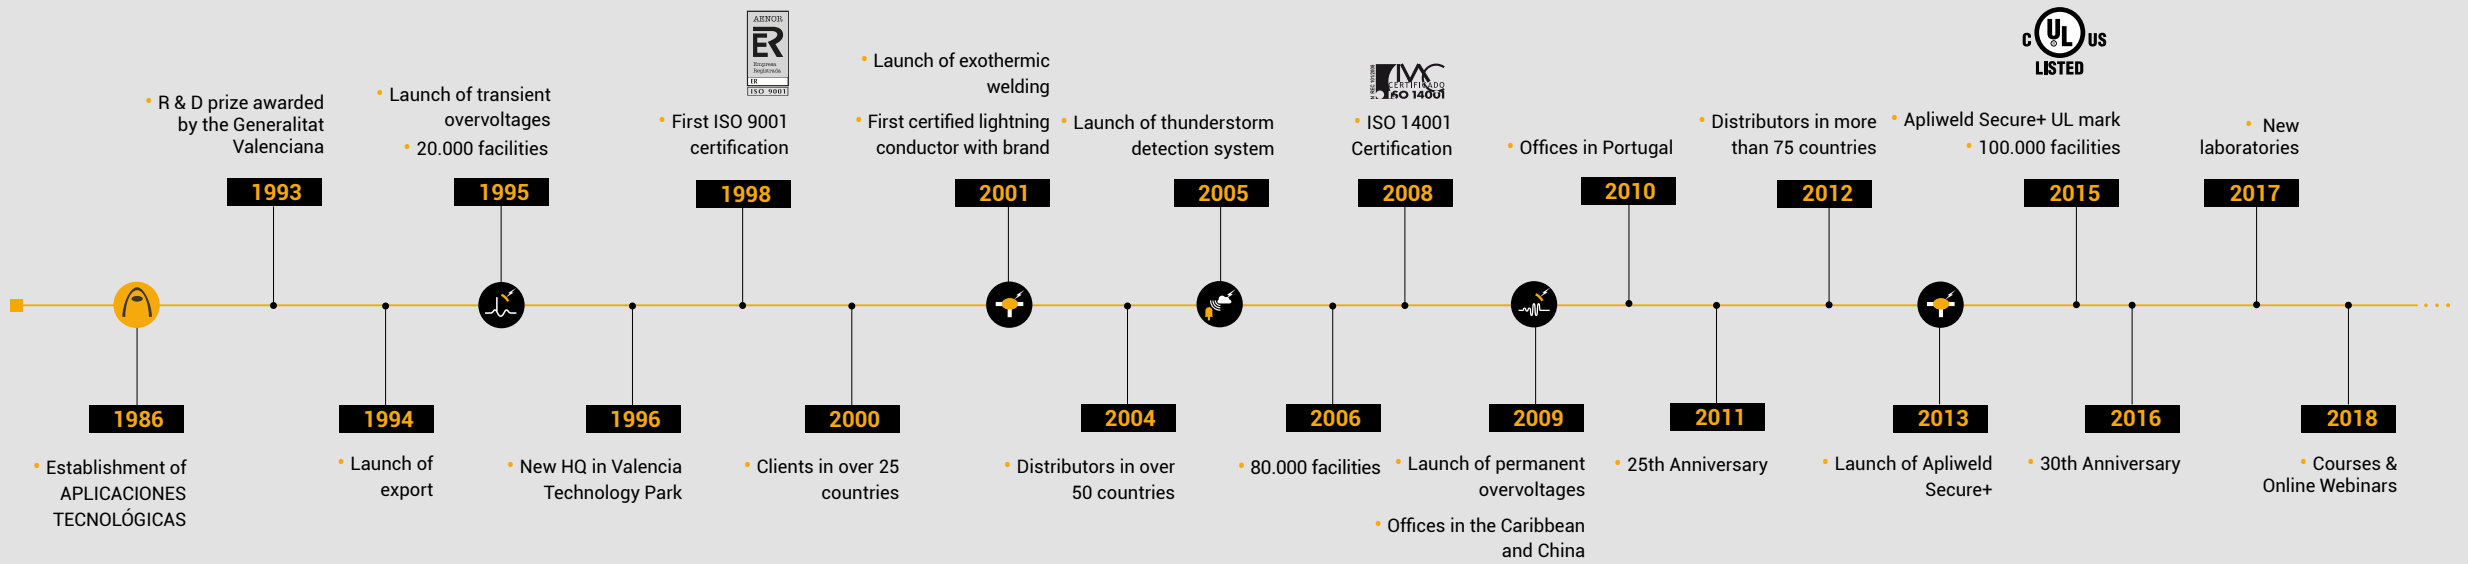 AENOR
ER
Empresa
Registrada
ER
ISO 9001
C UL US
LISTED
CERTIFICADO
ISO 14001
• R & D prize awarded
by the Generalitat
Valenciana
1993
• Launch of transient
overvoltages
• 20.000 facilities
1995
• First ISO 9001
certification
1998
• Launch of exothermic
welding
• First certified lightning
conductor with brand
2001
• Launch of thunderstorm
detection system
2005
• ISO 14001
Certification
2008
• Offices in Portugal
2010
• Distributors in more
than 75 countries
2012
• Apliweld Secure+ UL mark
• 100.000 facilities
2015
• New
laboratories
2017
1986
• Establishment of
APLICACIONES
TECNOLÓGICAS
1994
• Launch of
export
1996
• New HQ in Valencia
Technology Park
2000
• Clients in over 25
countries
2004
• Distributors in over
50 countries
2006
• 80.000 facilities
2009
• Launch of permanent
overvoltages
• Offices in the Caribbean
and China
2011
• 25th Anniversary
2013
• Launch of Apliweld
Secure+
2016
• 30th Anniversary
2018
• Courses &
Online Webinars